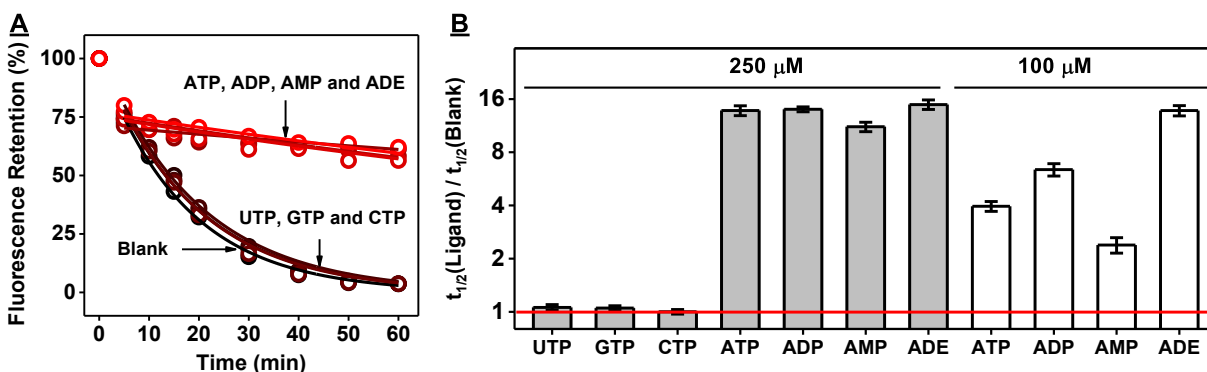 A
Fluorescence Retention (%)
100
75
50
25
0
ATP, ADP, AMP and ADE
UTP, GTP and CTP
Blank
0 10 20 30 40 50 60
Time (min)
B
t1/2(Ligand) / t1/2(Blank)
250 μM 100 μM
16
8
4
2
1
UTP GTP CTP ATP ADP AMP ADE ATP ADP AMP ADE